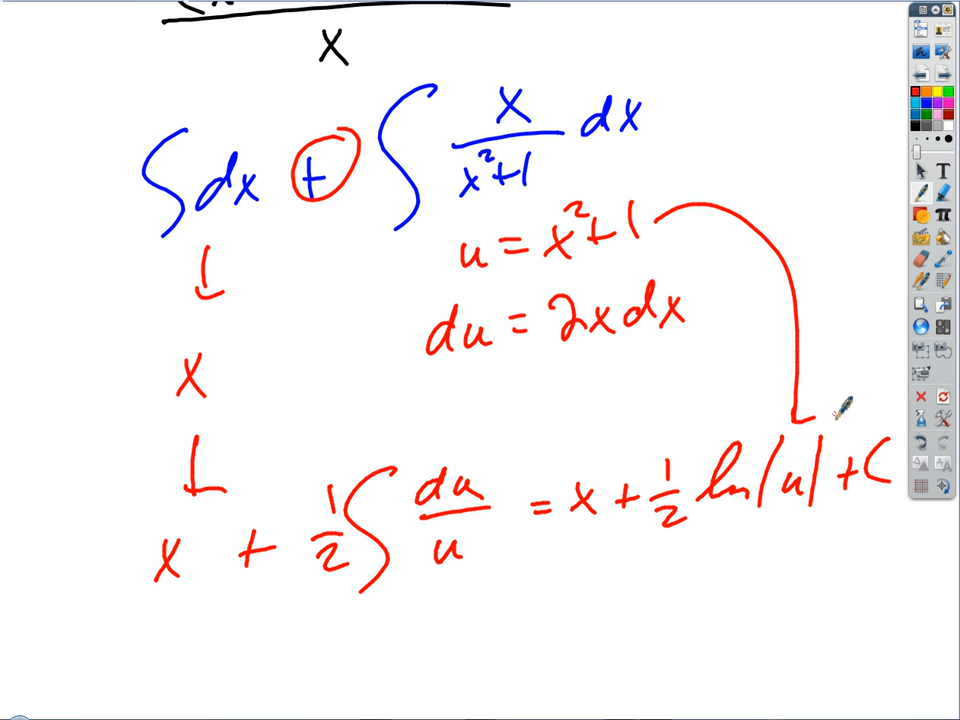 x
∫dx + ∫ x/(x²+1) dx
u = x²+1
du = 2x dx
x
x + 1/2 ∫ du/u = x + 1/2 ln|u| + C